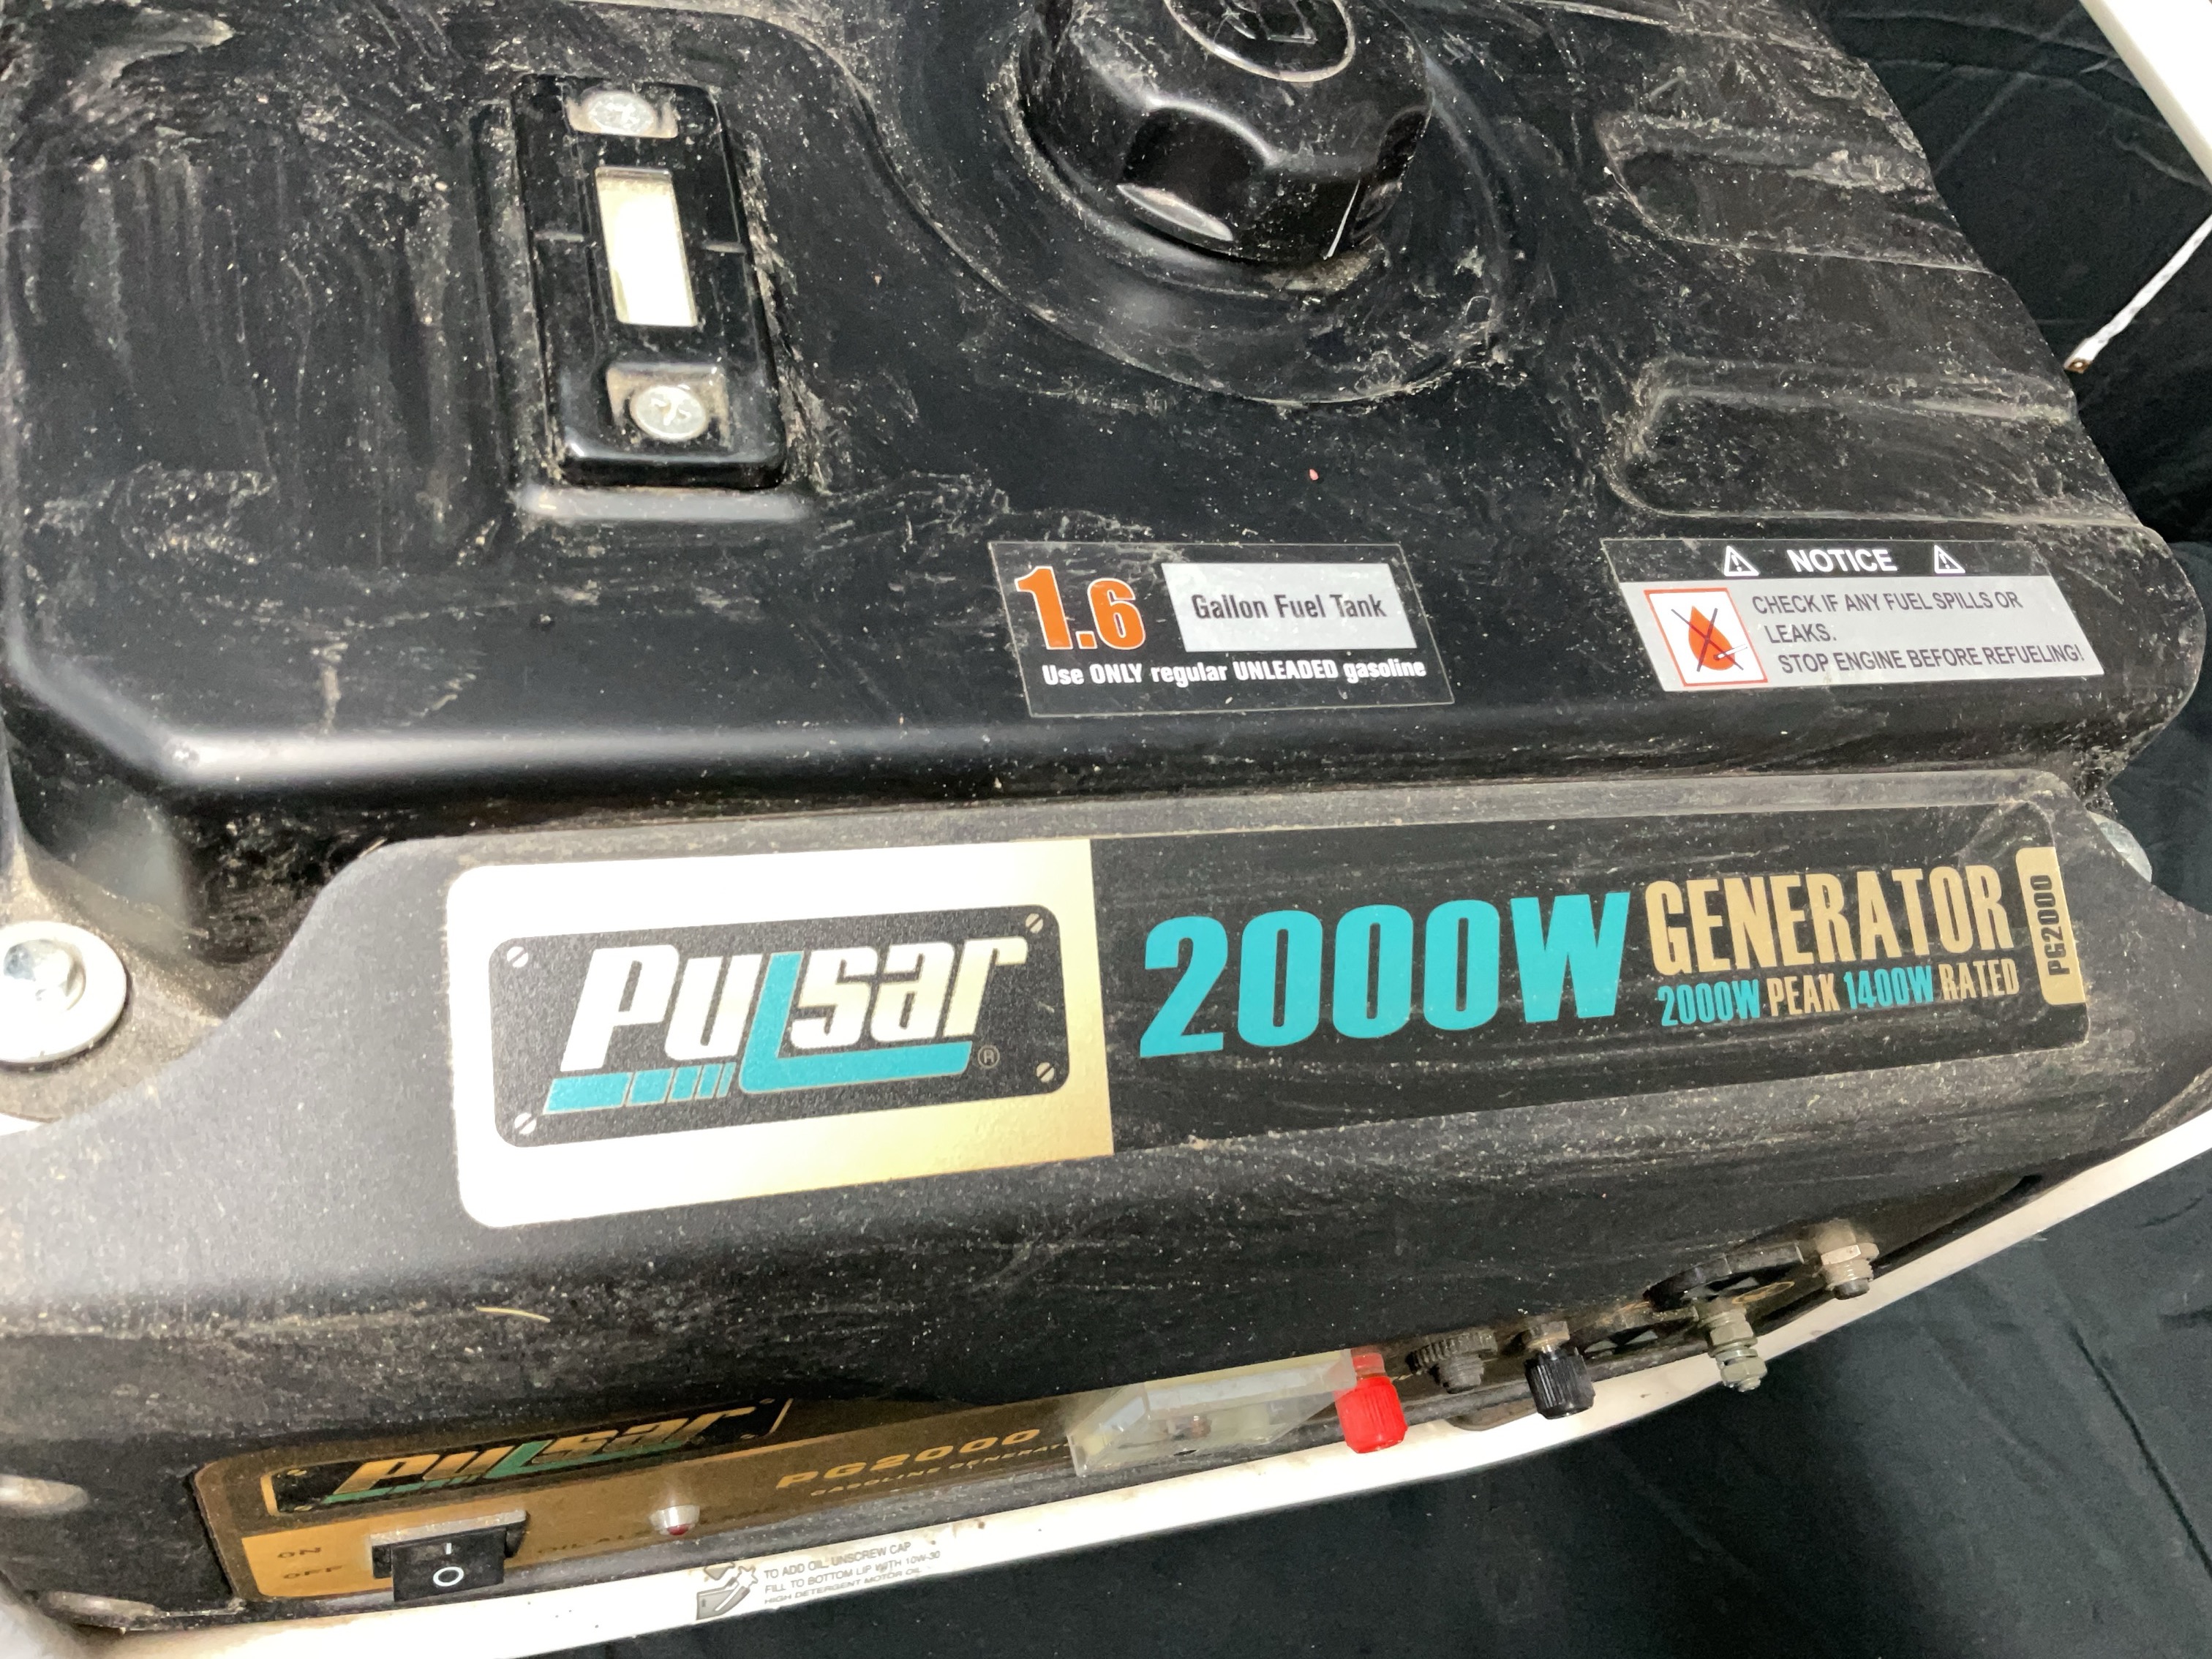 1.6 Gallon Fuel Tank
Use ONLY regular UNLEADED gasoline
NOTICE
CHECK IF ANY FUEL SPILLS OR
LEAKS.
STOP ENGINE BEFORE REFUELING!
Pulsar ®
2000W GENERATOR
2000W PEAK 1400W RATED
PG2000
Pulsar
PG2000
GASOLINE
ON
OFF
OIL
TO ADD OIL, UNSCREW CAP
FILL TO BOTTOM LIP WITH 10W-30
HIGH DETERGENT MOTOR OIL